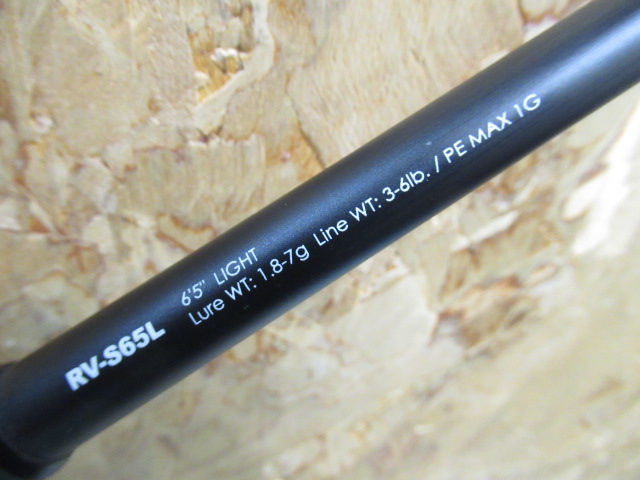 RV-S65L
6'5" LIGHT
Lure WT: 1.8-7g Line WT: 3-6lb. / PE MAX 1G